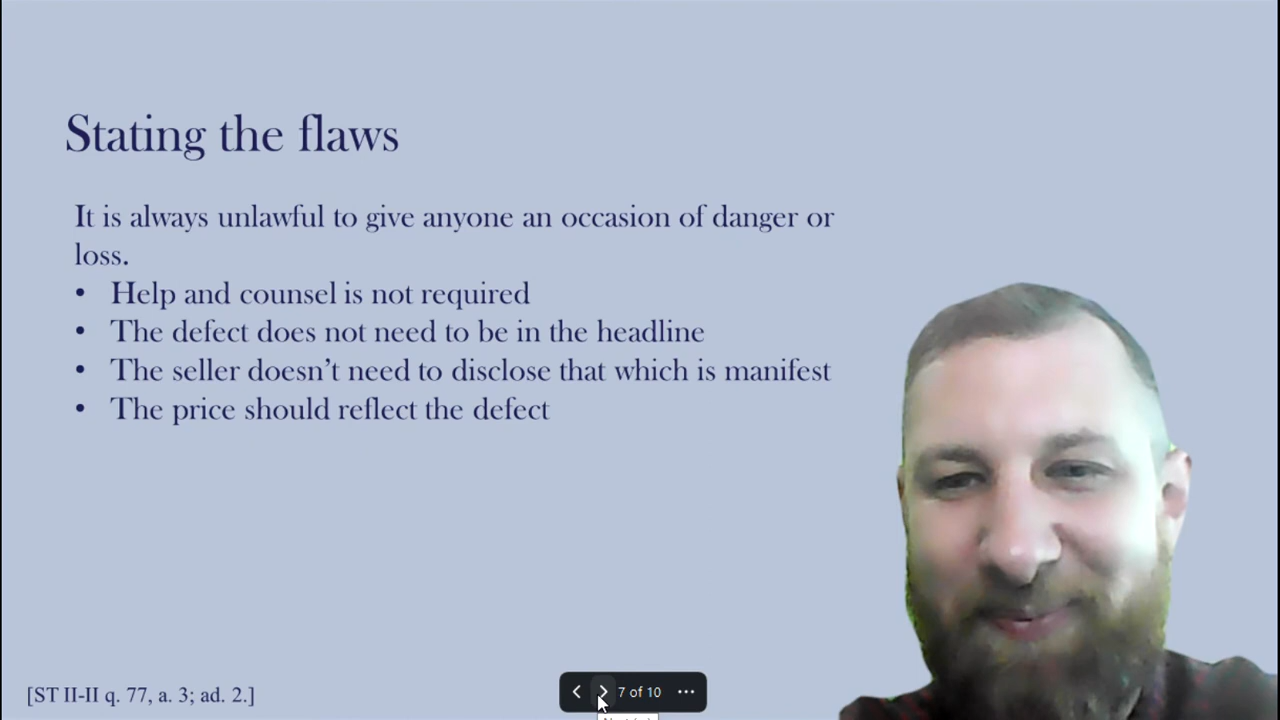 Stating the flaws
It is always unlawful to give anyone an occasion of danger or
loss.
• Help and counsel is not required
• The defect does not need to be in the headline
• The seller doesn’t need to disclose that which is manifest
• The price should reflect the defect
[ST II-II q. 77, a. 3; ad. 2.]
7 of 10